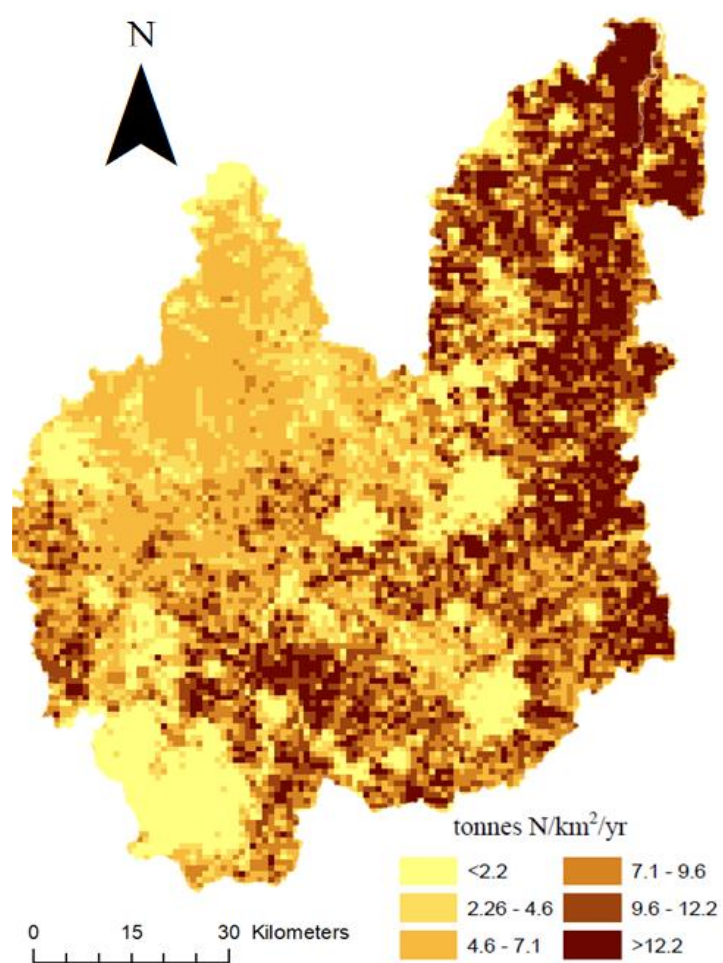 N
tonnes N/km²/yr
<2.2 7.1 - 9.6
2.26 - 4.6 9.6 - 12.2
4.6 - 7.1 >12.2
0 15 30 Kilometers